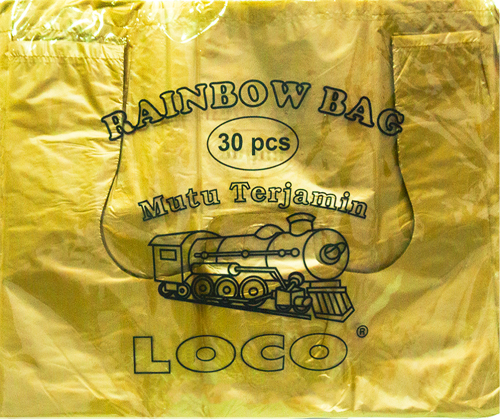 RAINBOW BAG
30 pcs
Mutu Terjamin
LOCO ®